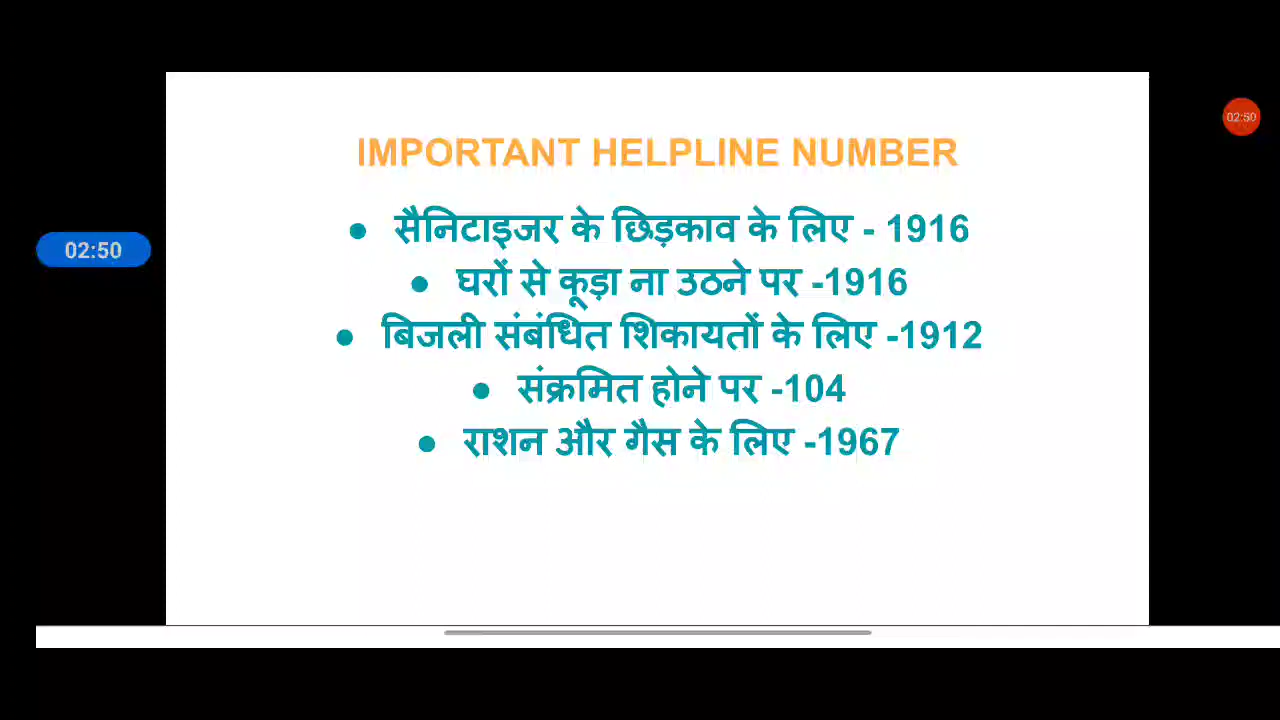 IMPORTANT HELPLINE NUMBER
02:50
● सैनिटाइजर के छिड़काव के लिए - 1916
02:50
● घरों से कूड़ा ना उठने पर -1916
● बिजली संबंधित शिकायतों के लिए -1912
● संक्रमित होने पर -104
● राशन और गैस के लिए -1967